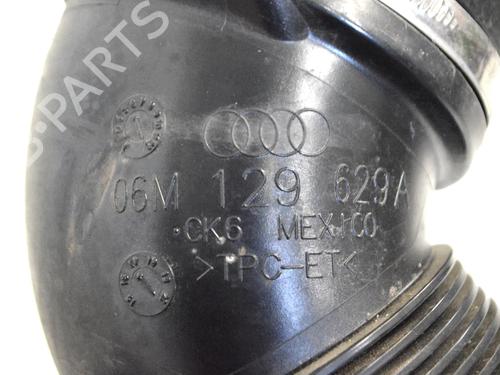 B-PARTS
06M 129 629A
CK6 MEXICO
>TPC-ET<